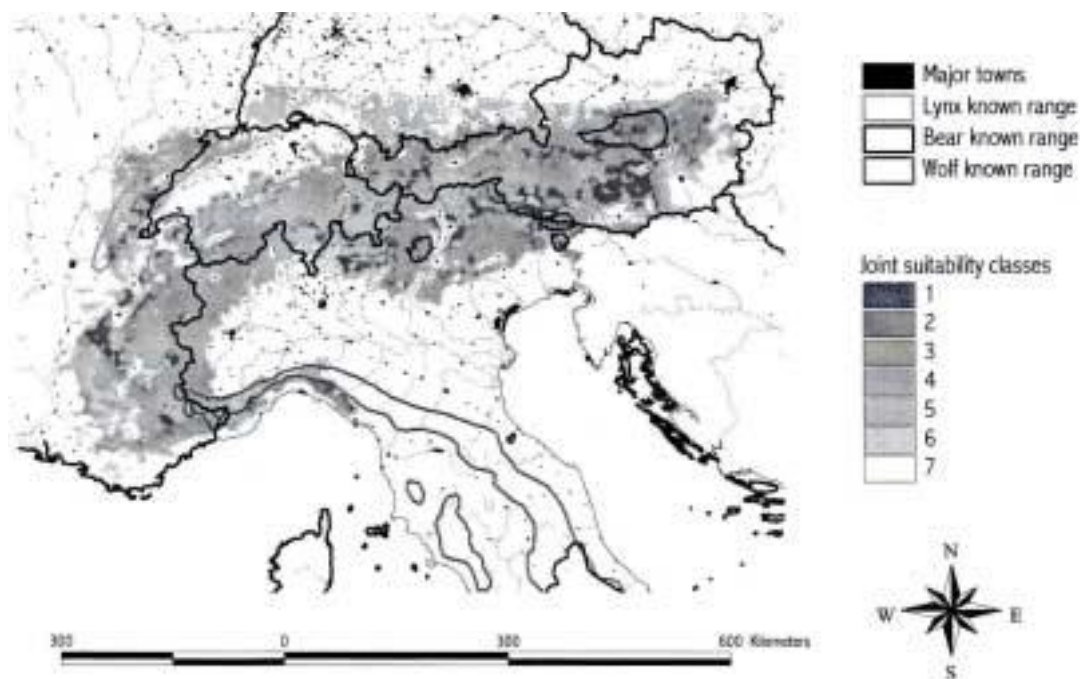 Major towns
Lynx known range
Bear known range
Wolf known range
Joint suitability classes
1
2
3
4
5
6
7
N
W E
S
300 0 300 600 Kilometers